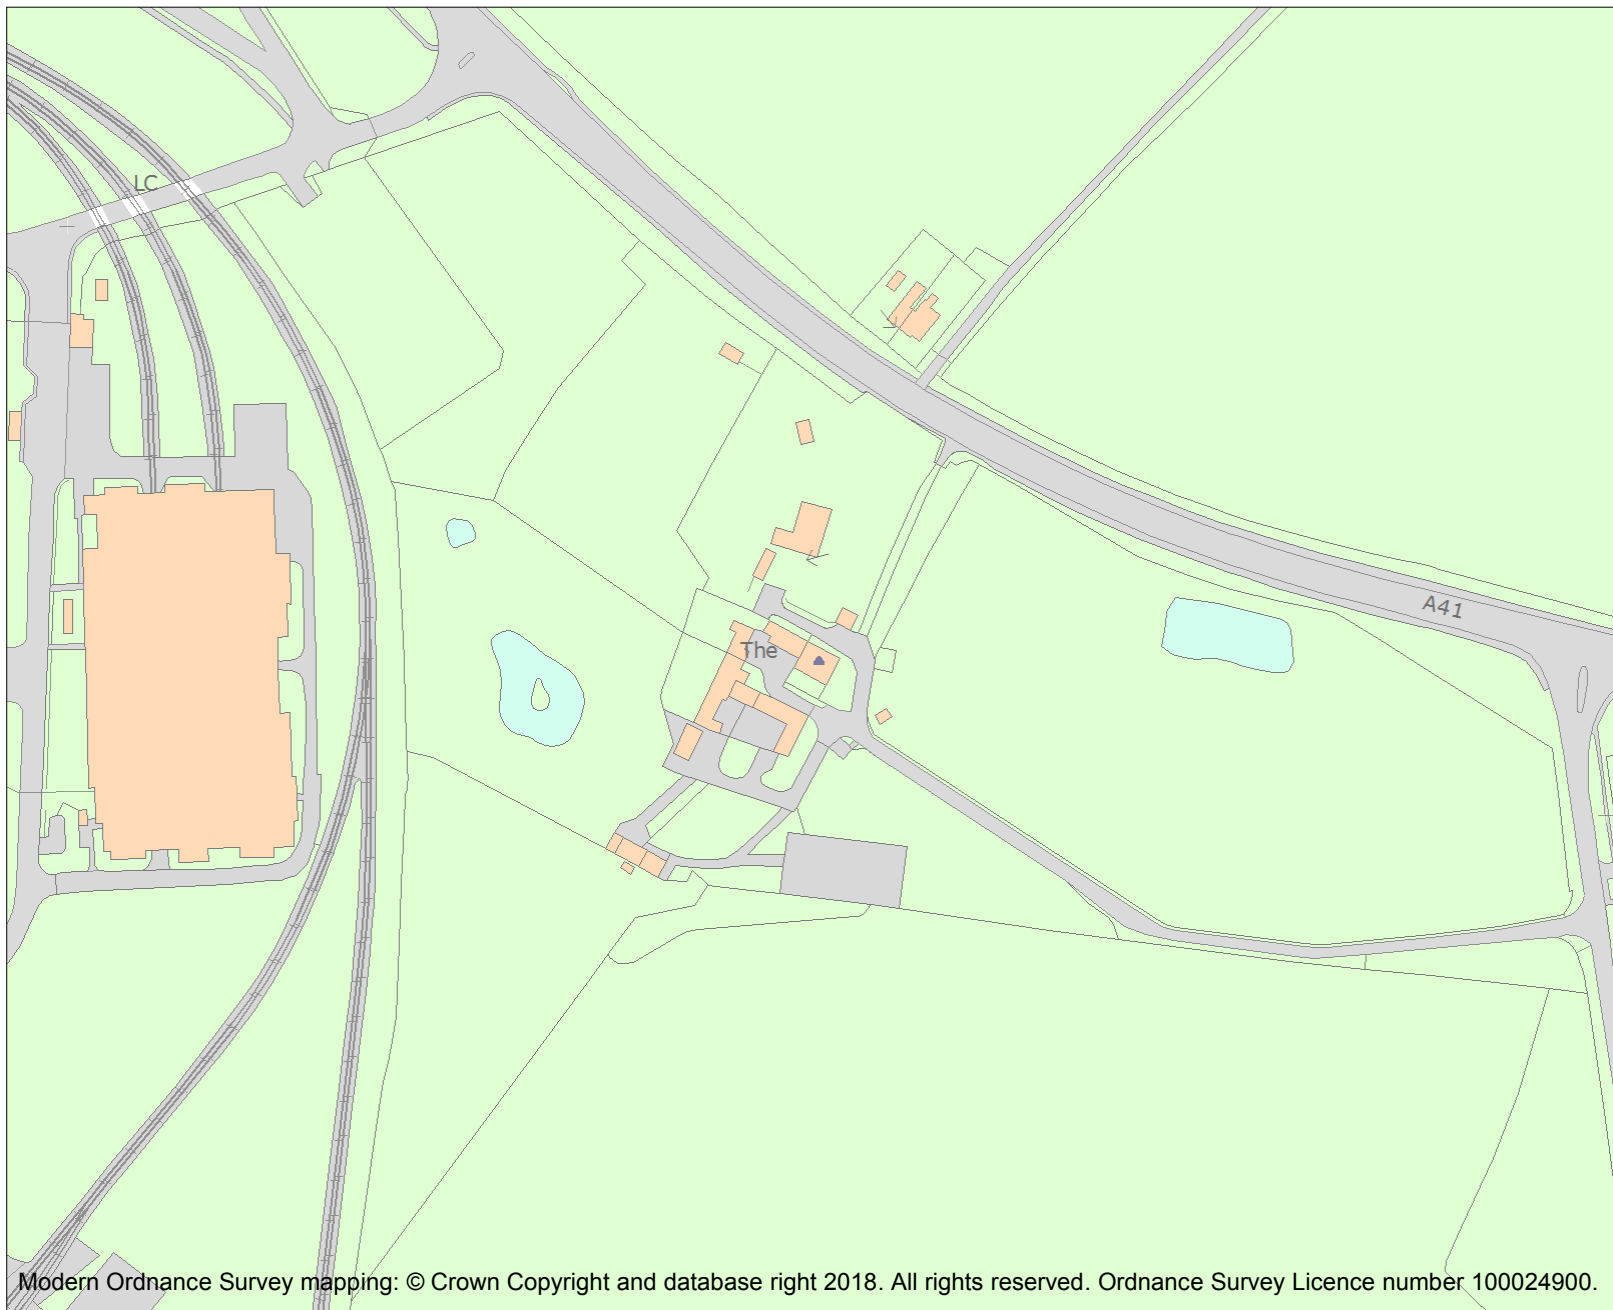 LC
A41
The
Modern Ordnance Survey mapping: © Crown Copyright and database right 2018. All rights reserved. Ordnance Survey Licence number 100024900.